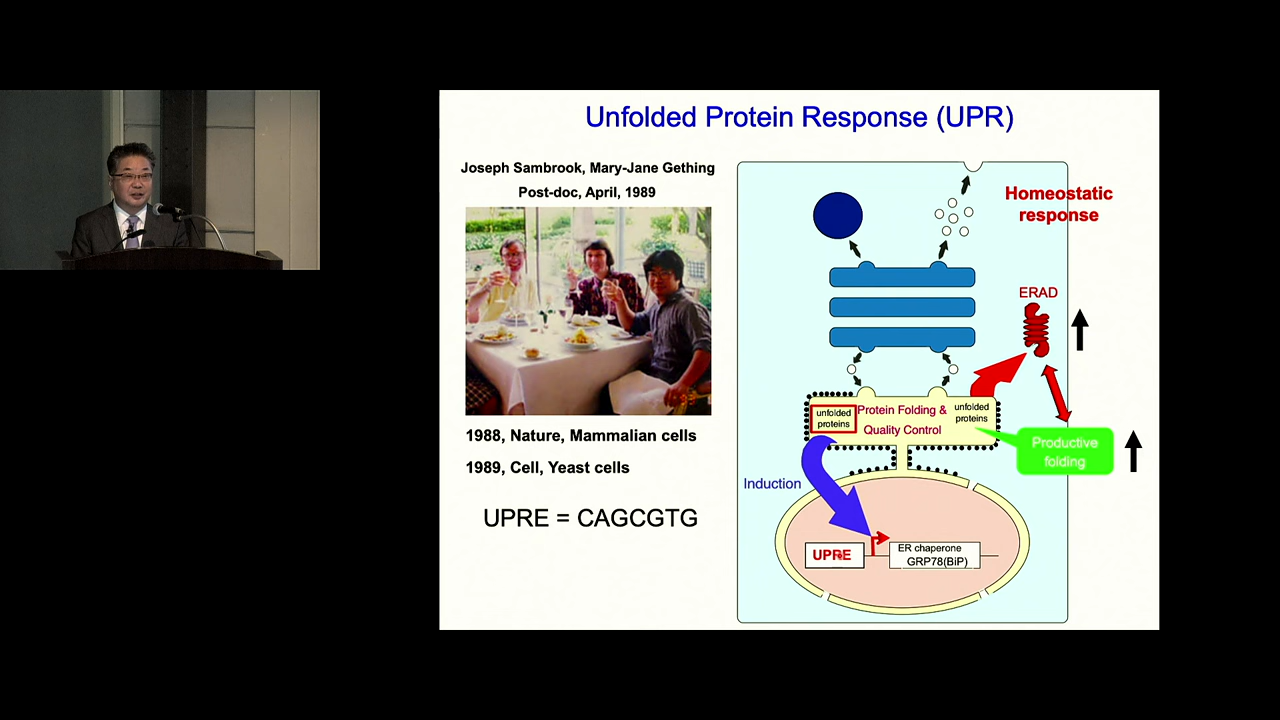 Unfolded Protein Response (UPR)
Joseph Sambrook, Mary-Jane Gething
Post-doc, April, 1989
1988, Nature, Mammalian cells
1989, Cell, Yeast cells
UPRE = CAGCGTG
Homeostatic
response
ERAD
unfolded
proteins
Protein Folding &
Quality Control
unfolded
proteins
Productive
folding
Induction
UPRE
ER chaperone
GRP78(BiP)